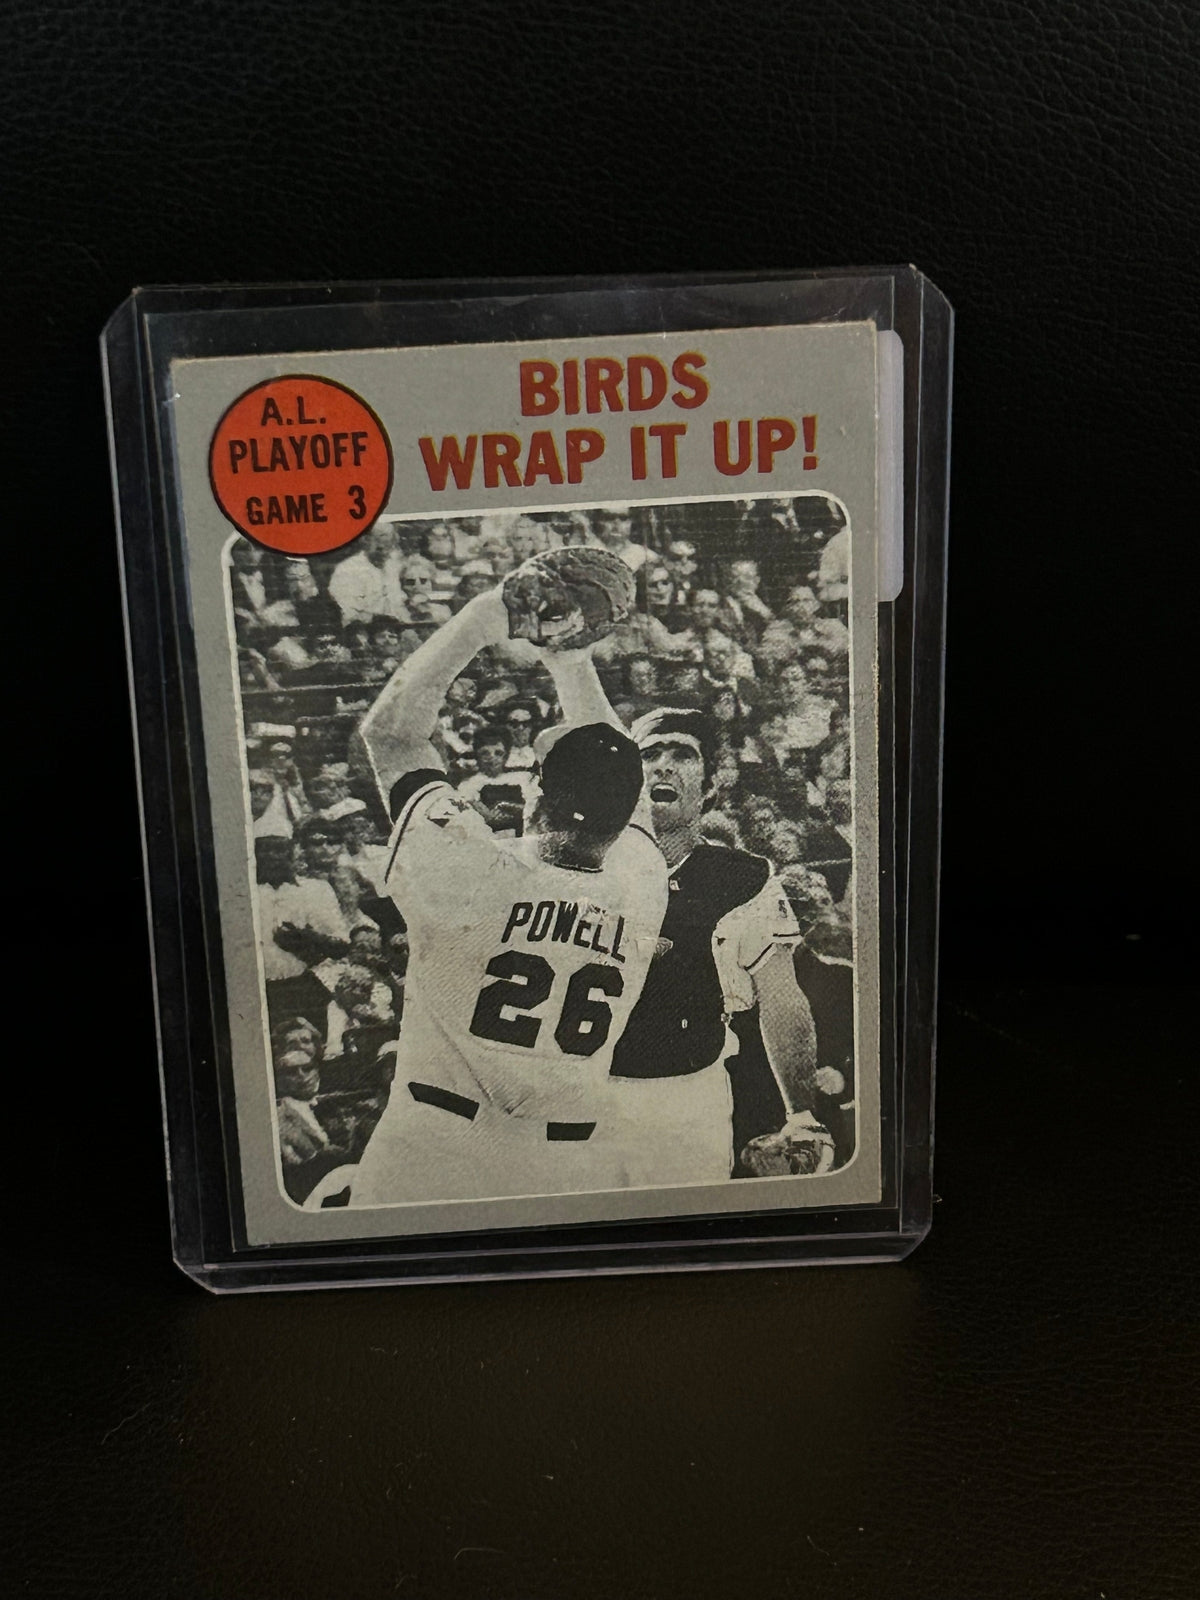 A.L.
PLAYOFF
GAME 3
BIRDS
WRAP IT UP!
POWELL
26